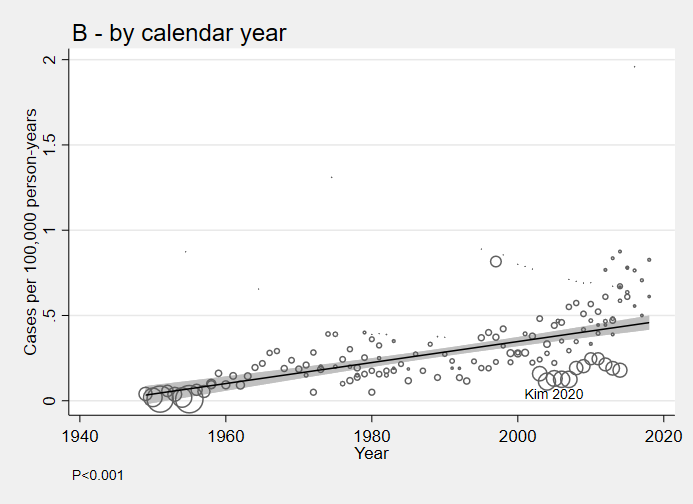 B - by calendar year
Cases per 100,000 person-years
2
1.5
1
.5
0
Kim 2020
1940
1960
1980
2000
2020
Year
P<0.001